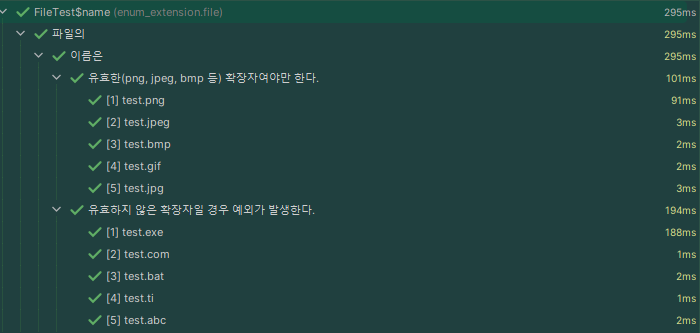 FileTest$name (enum_extension.file) 295ms
파일의 295ms
이름은 295ms
유효한(png, jpeg, bmp 등) 확장자여야만 한다. 101ms
[1] test.png 91ms
[2] test.jpeg 3ms
[3] test.bmp 2ms
[4] test.gif 2ms
[5] test.jpg 3ms
유효하지 않은 확장자일 경우 예외가 발생한다. 194ms
[1] test.exe 188ms
[2] test.com 1ms
[3] test.bat 2ms
[4] test.ti 1ms
[5] test.abc 2ms